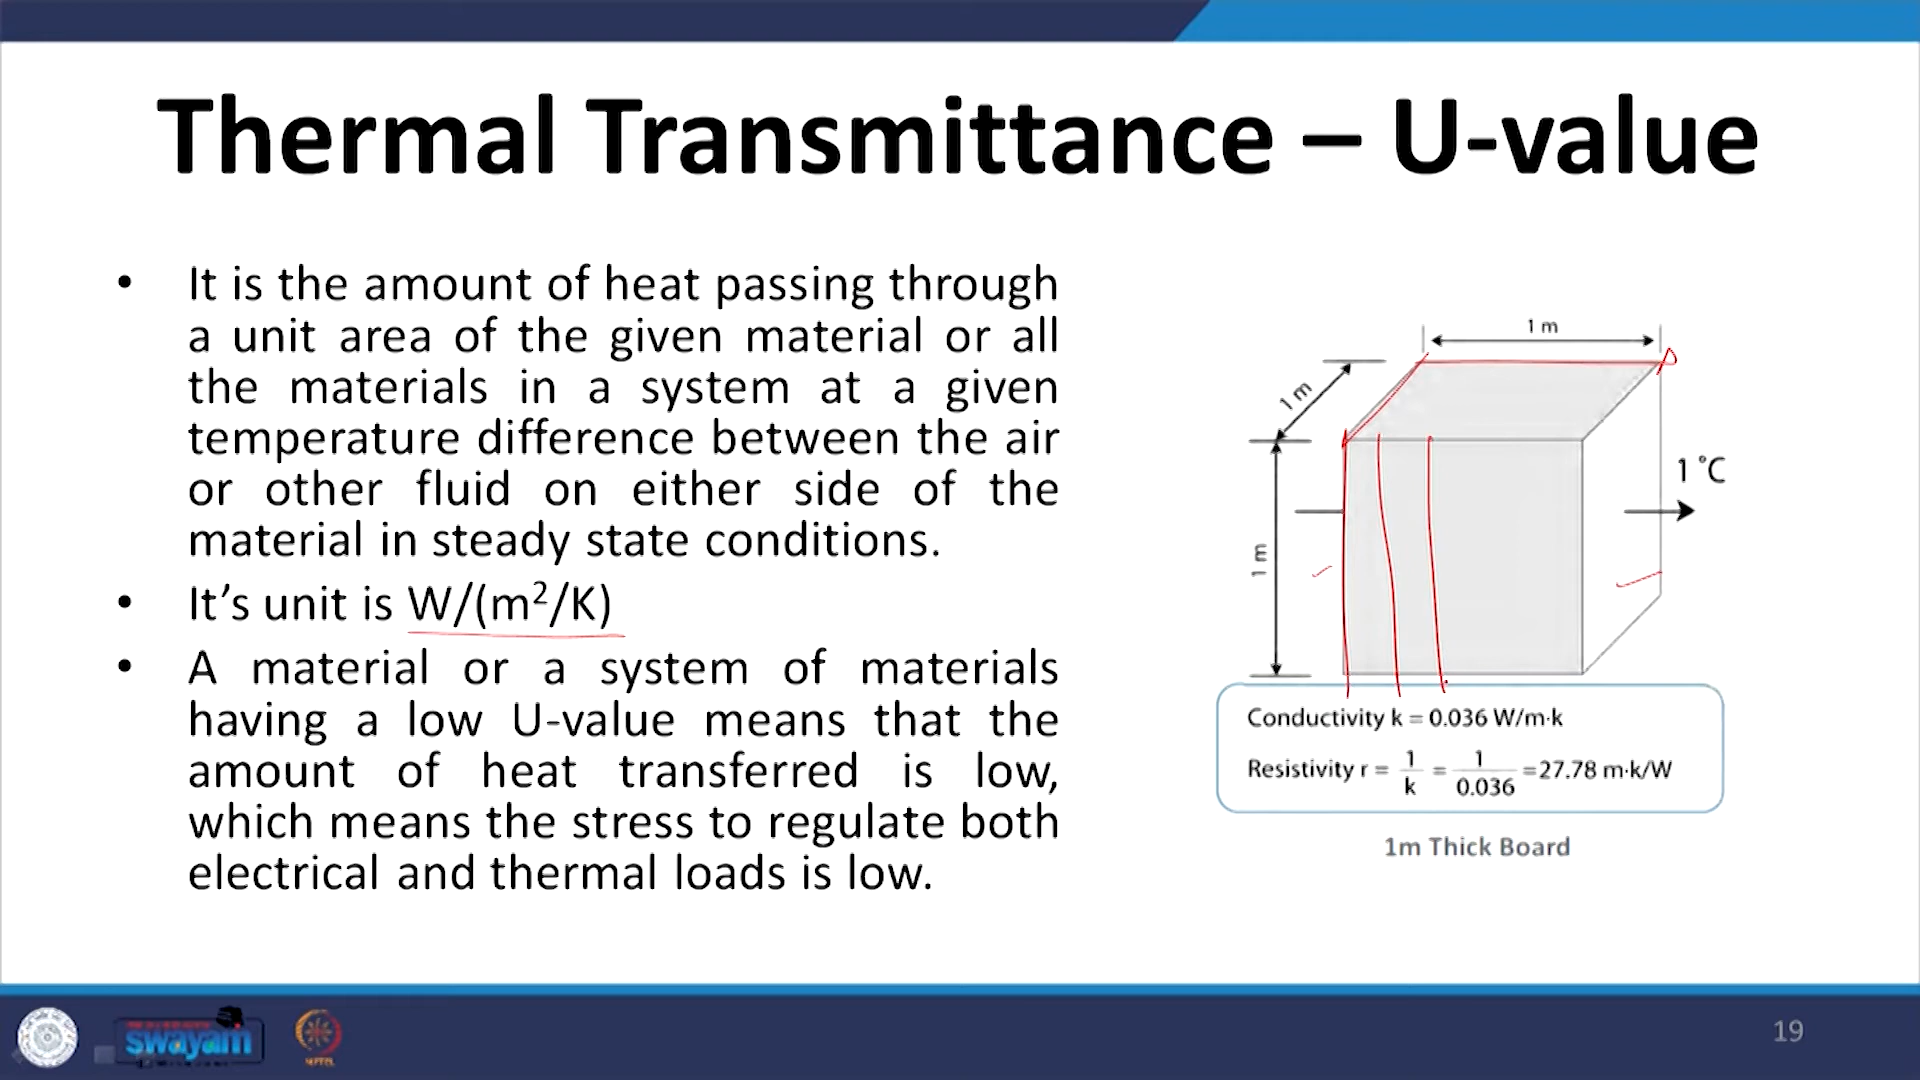 Thermal Transmittance – U-value
• It is the amount of heat passing through
a unit area of the given material or all
the materials in a system at a given
temperature difference between the air
or other fluid on either side of the
material in steady state conditions.
• It’s unit is W/(m²/K)
• A material or a system of materials
having a low U-value means that the
amount of heat transferred is low,
which means the stress to regulate both
electrical and thermal loads is low.
1 m
1 m
1 m
1 °C
Conductivity k = 0.036 W/m·k
Resistivity r = 1/k = 1/0.036 =27.78 m·k/W
1m Thick Board
swayam
19